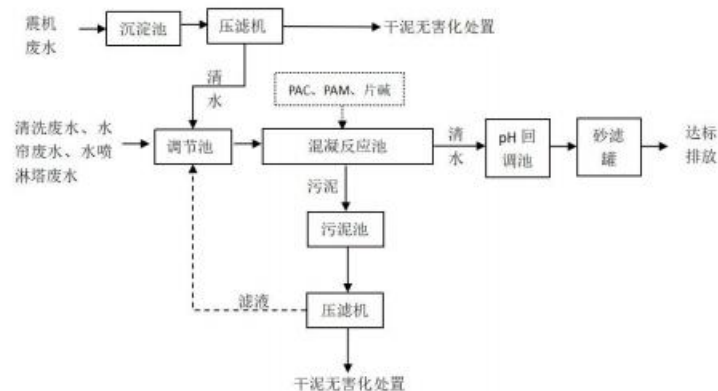 震机
废水
沉淀池
压滤机
干泥无害化处置
清
水
PAC、PAM、片碱
清洗废水、水
帘废水、水喷
淋塔废水
调节池
混凝反应池
清
水
pH 回
调池
砂滤
罐
达标
排放
污泥
污泥池
滤液
压滤机
干泥无害化处置